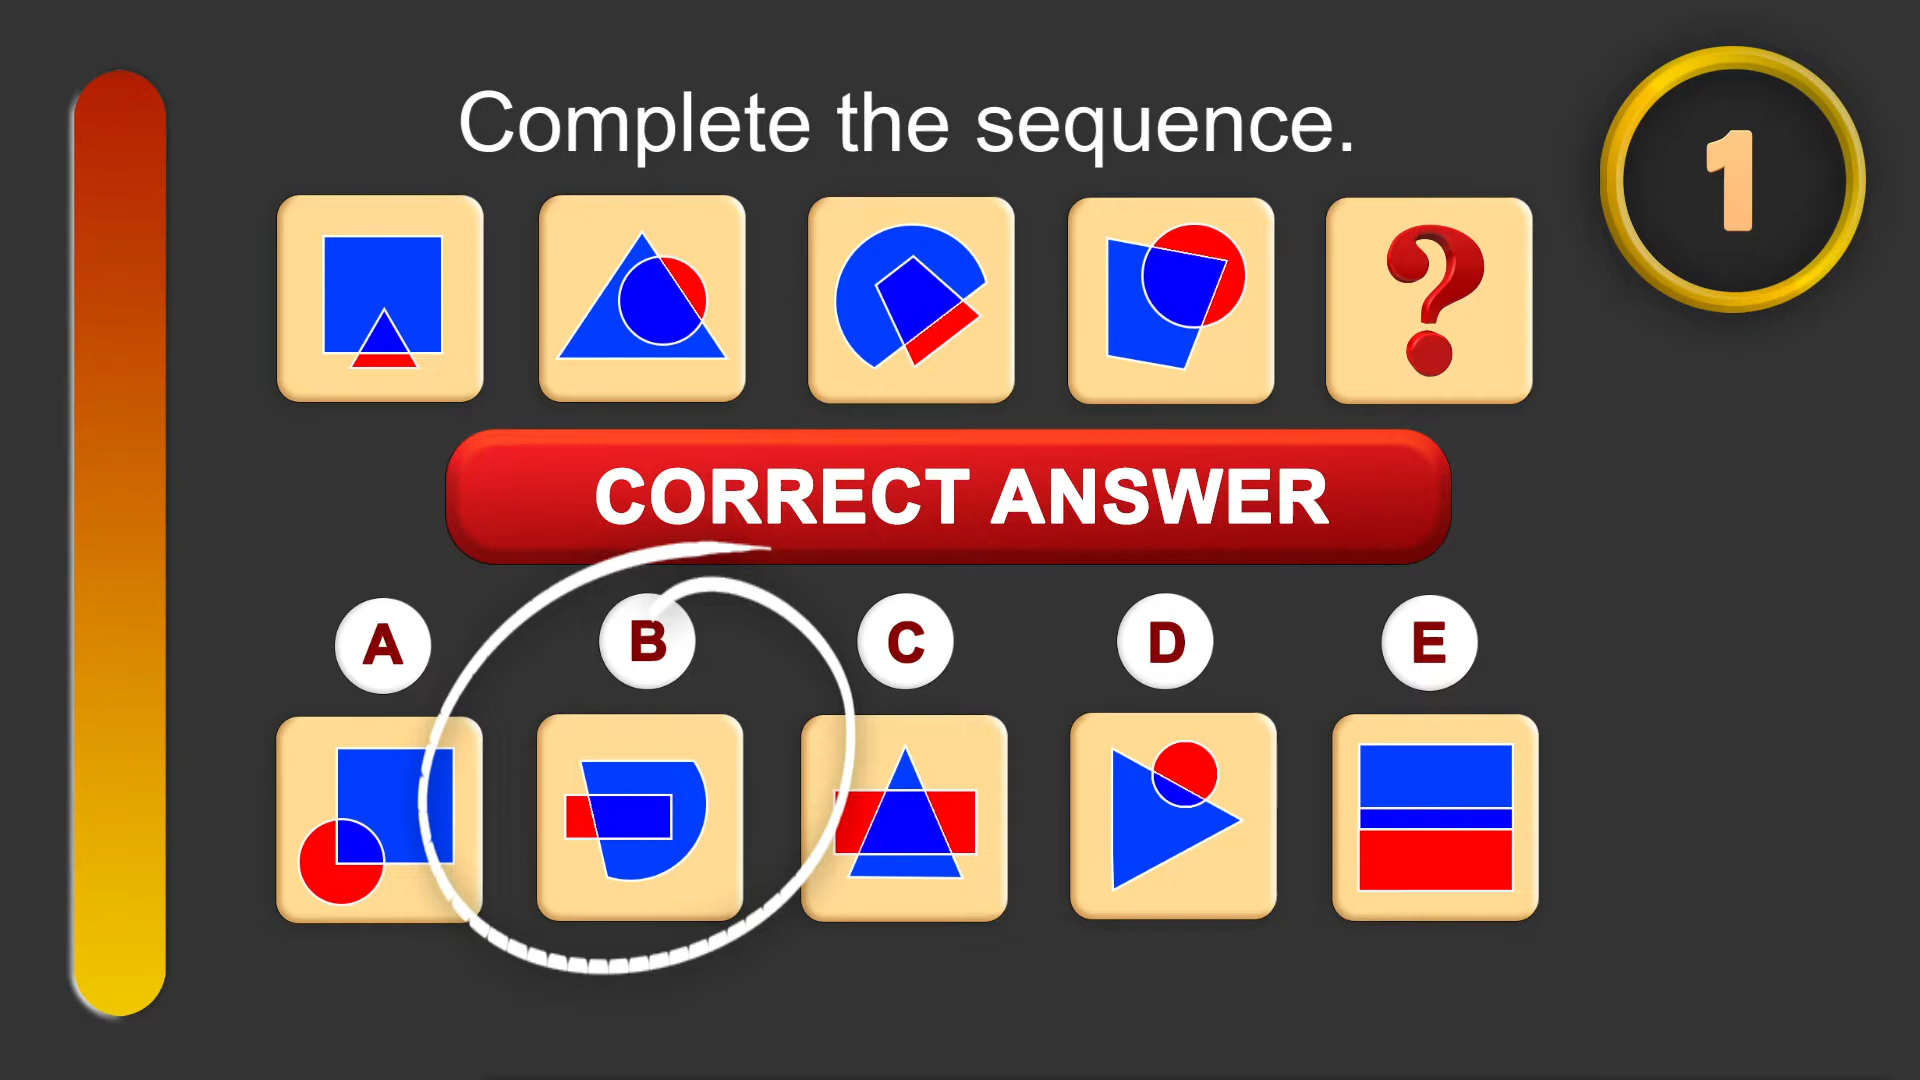 Complete the sequence.
1
?
CORRECT ANSWER
A B C D E